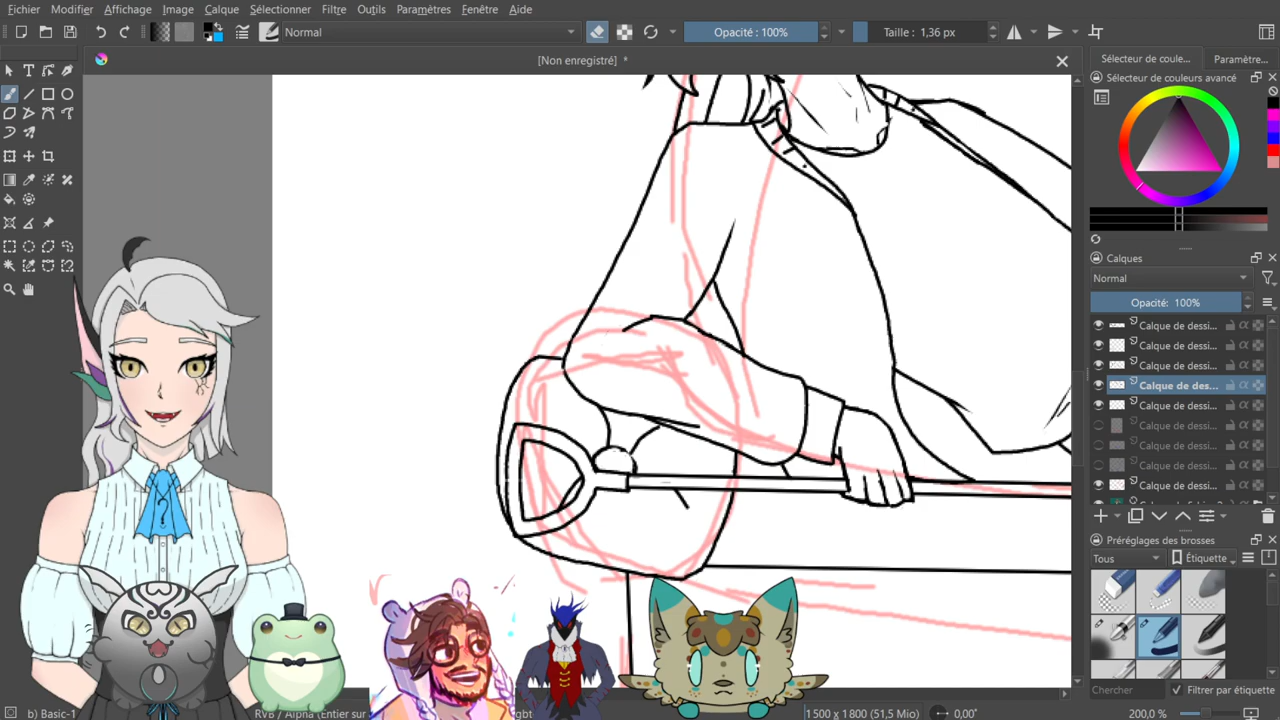 Fichier Modifier Affichage Image Calque Sélectionner Filtre Outils Paramètres Fenêtre Aide
Normal
Opacité : 100%
Taille : 1,36 px
[Non enregistré] *
Sélecteur de coule...
Paramètre...
Sélecteur de couleurs avancé
Calques
Normal
Opacité: 100%
Calque de dessi...
Calque de dessi...
Calque de dessi...
Calque de des...
Calque de dessi...
Calque de dessi...
Calque de dessi...
Calque de dessi...
Calque de dessi...
Préréglages des brosses
Tous
Étiquette
Chercher
Filtrer par étiquette
b) Basic-1
RVB / Alpha (Entier sur
1 500 x 1 800 (51,5 Mio)
0,00°
200,0 %